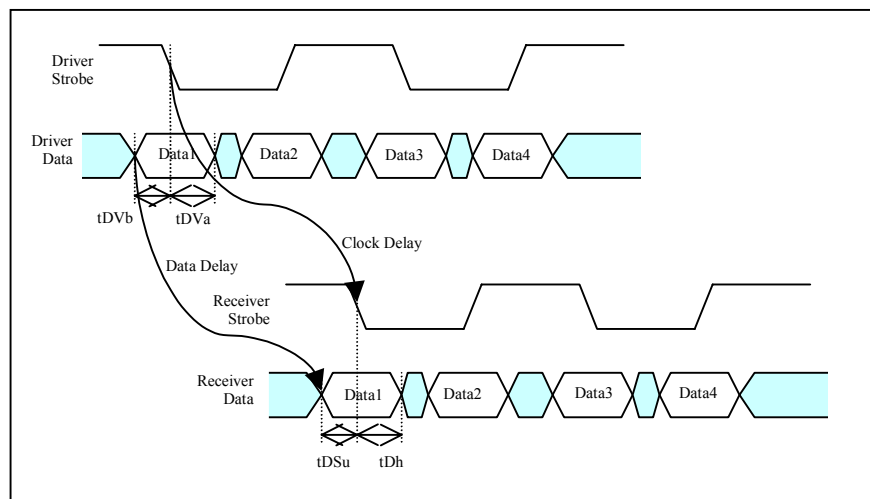 Driver
Strobe
Driver
Data
Data1
Data2
Data3
Data4
tDVb
tDVa
Clock Delay
Data Delay
Receiver
Strobe
Receiver
Data
Data1
Data2
Data3
Data4
tDSu
tDh